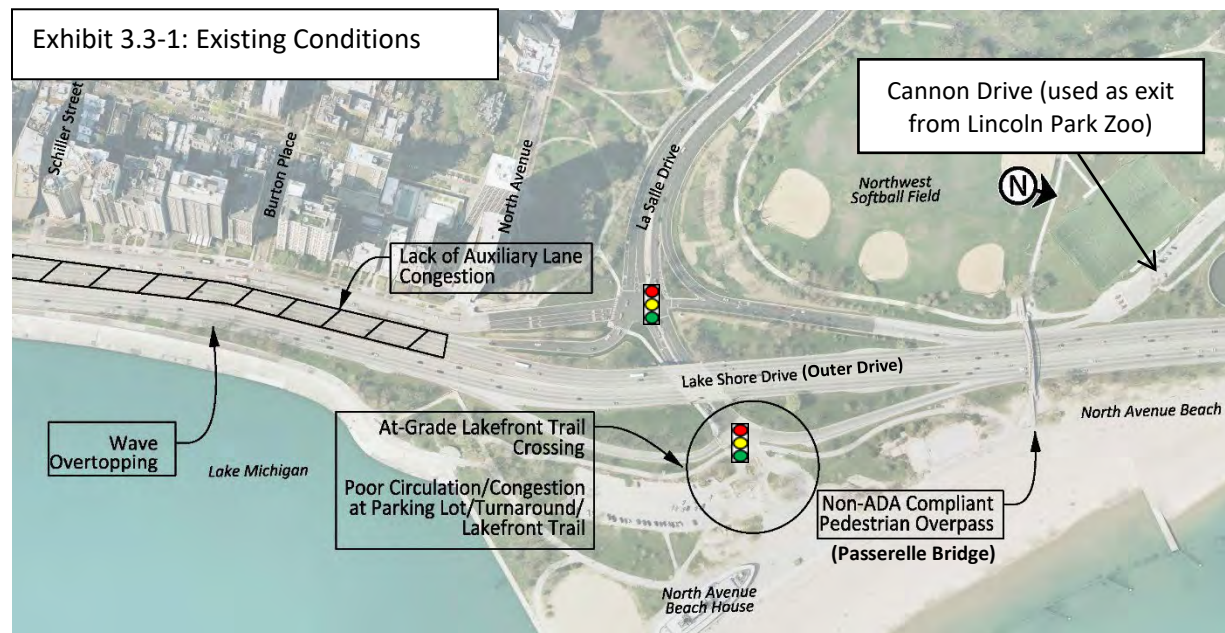 Exhibit 3.3-1: Existing Conditions
Schiller Street
Burton Place
North Avenue
La Salle Drive
Northwest
Softball Field
N
Cannon Drive (used as exit
from Lincoln Park Zoo)
Lack of Auxiliary Lane
Congestion
Lake Shore Drive (Outer Drive)
North Avenue Beach
Wave
Overtopping
Lake Michigan
At-Grade Lakefront Trail
Crossing
Poor Circulation/Congestion
at Parking Lot/Turnaround/
Lakefront Trail
Non-ADA Compliant
Pedestrian Overpass
(Passerelle Bridge)
North Avenue
Beach House